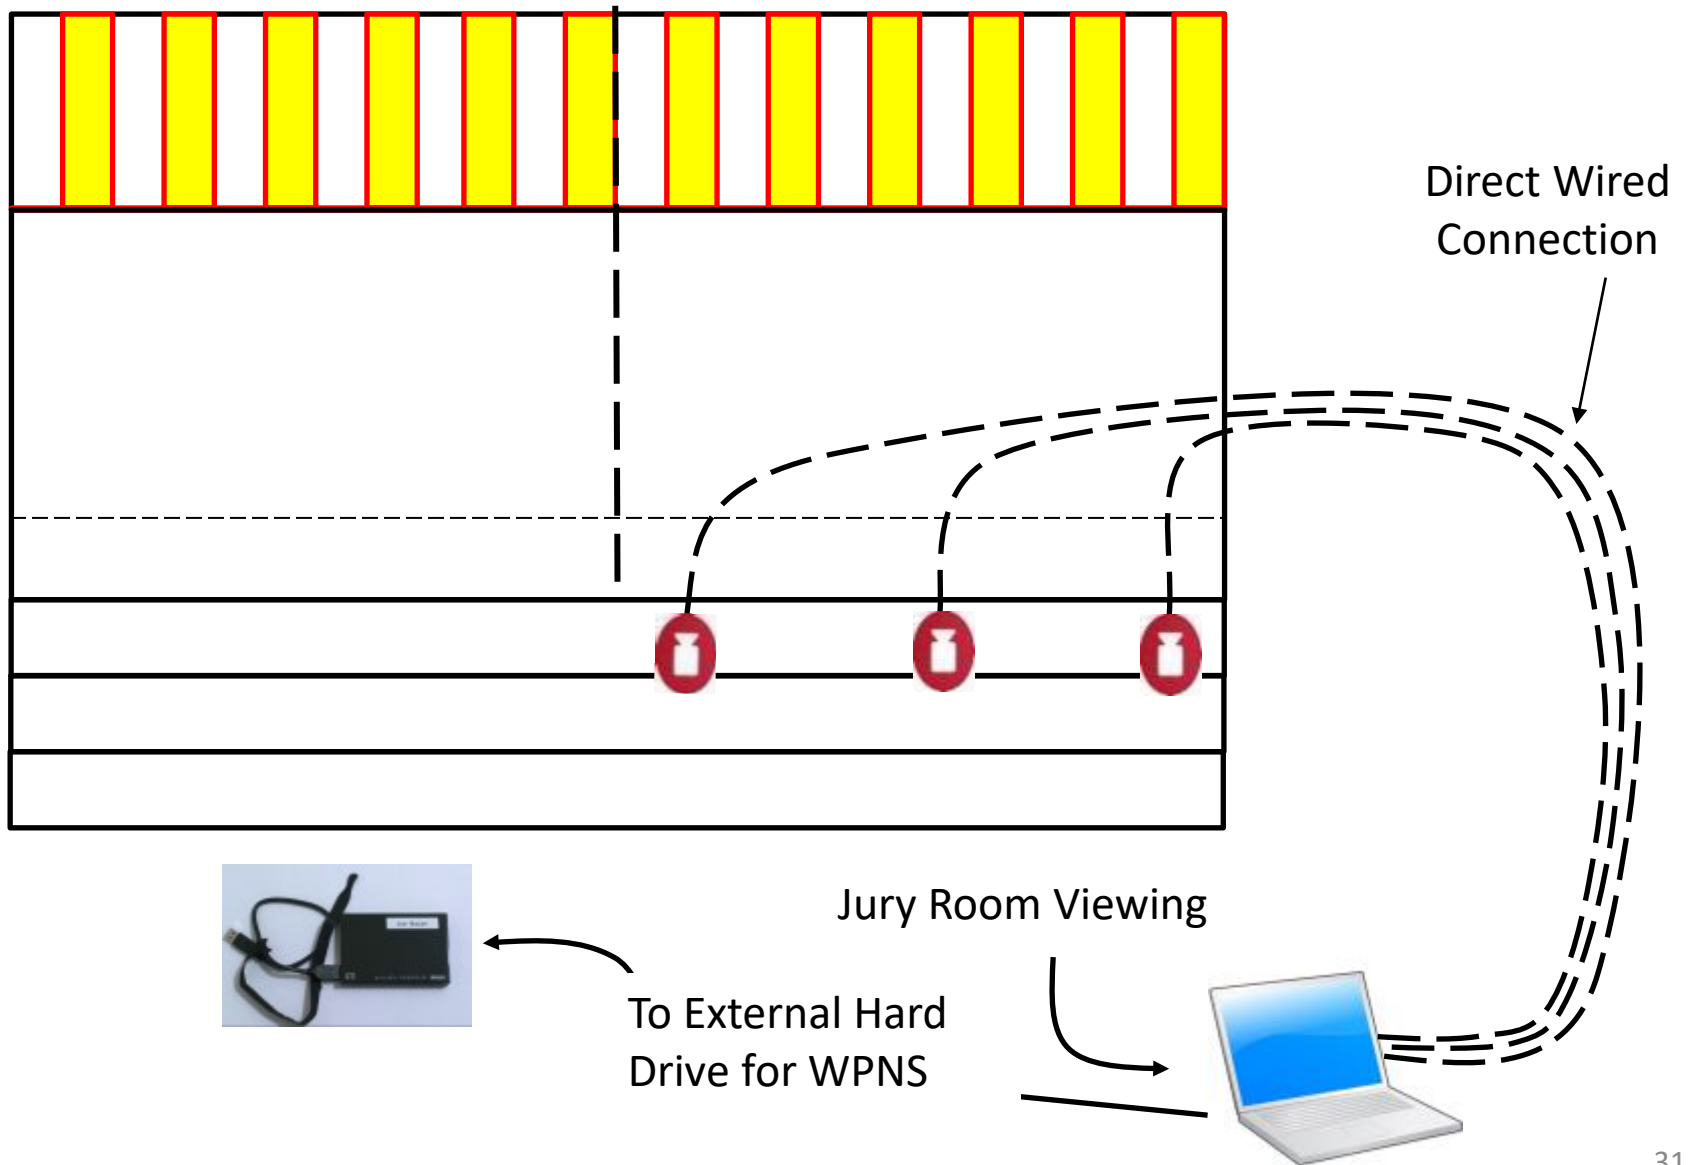 Direct Wired
Connection
Jury Room Viewing
To External Hard
Drive for WPNS
31